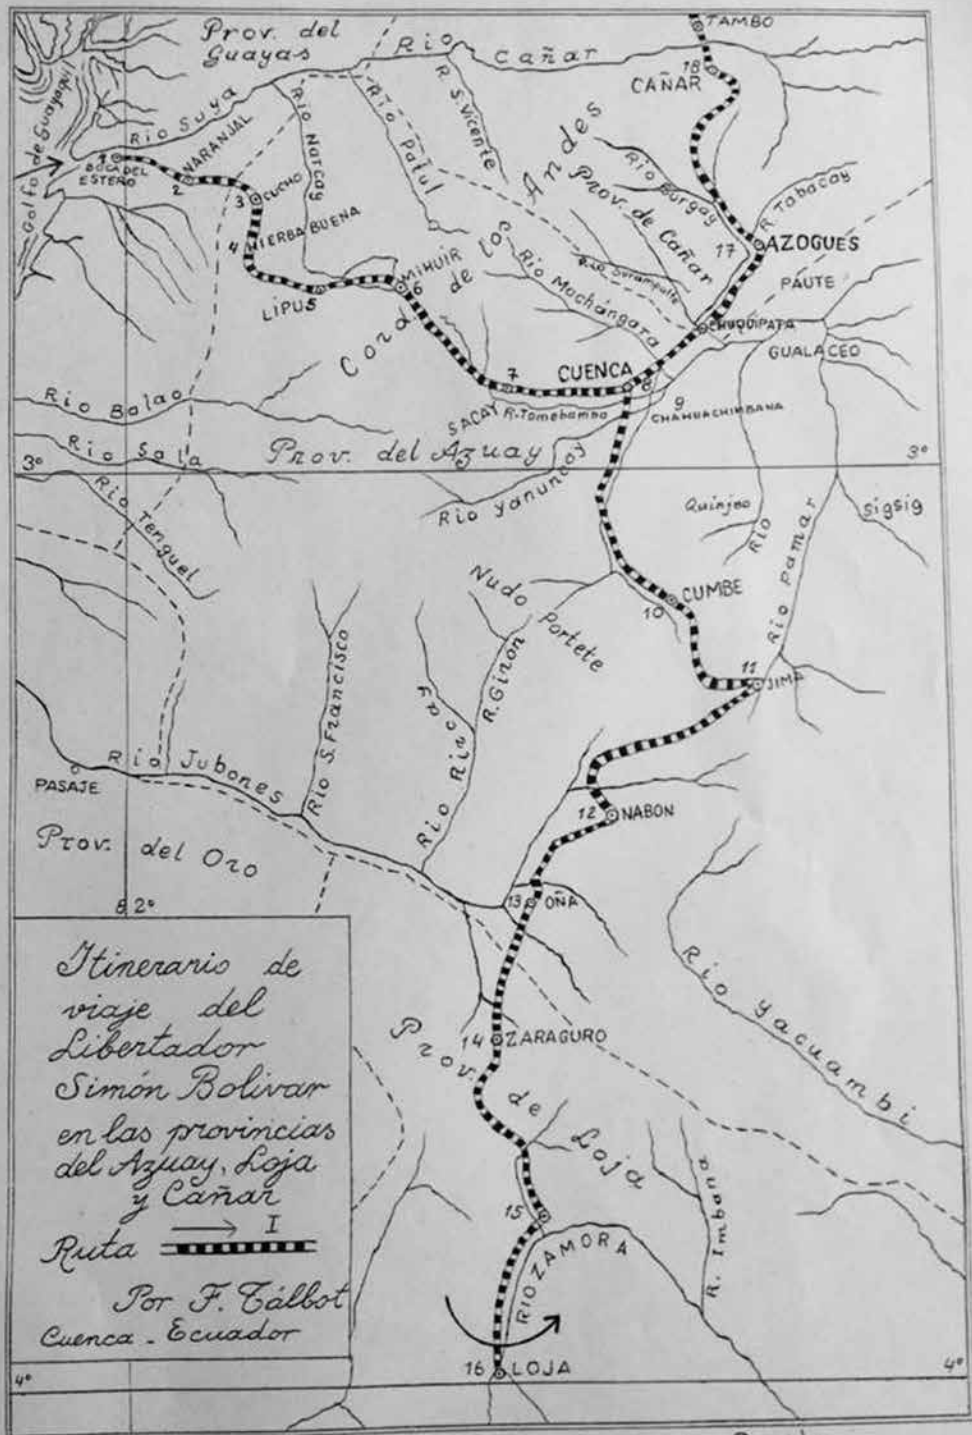 Prov. del
Guayas
Rio Cañar
TAMBO
18
CAÑAR
R. S. Vicente
Rio Suya
Rio Narcay
Rio Patul
Golfo de Guayaquil
1
BOCA DEL
ESTERO
2
NARANJAL
3
CUCHO
4
HIERBA BUENA
LÍPUS
5
MIHUIR
6
Cord de los Andes
Prov. de Cañar
Rio Burgay
R. Tabacay
17
AZOGUES
PAUTE
Rio Machángara
CHUQUIPATA
GUALACEO
CUENCA
7
8
9
SACAY
R. Tomebamba
CHAHUACHIMBANA
Rio Balao
Rio Sala
Prov. del Azuay
3°
3°
Rio Yanuncay
Rio Tenguel
Quinjeo
Rio
Rio Pamar
Sigsig
Nudo
Portete
10
CUMBE
11
JIMA
Rio S. Francisco
Rio Rircay
R. Giron
Rio Jubones
PASAJE
12
NABON
Prov. del Oro
82°
13
OÑA
Rio Yacuambi
14
ZARAGURO
Prov. de Loja
15
RIO ZAMORA
R. Imbana
16
LOJA
4°
4°
Itinerario de
viaje del
Libertador
Simón Bolivar
en las provincias
del Azuay, Loja
y Cañar
Ruta I
Por F. Tálbot
Cuenca - Ecuador